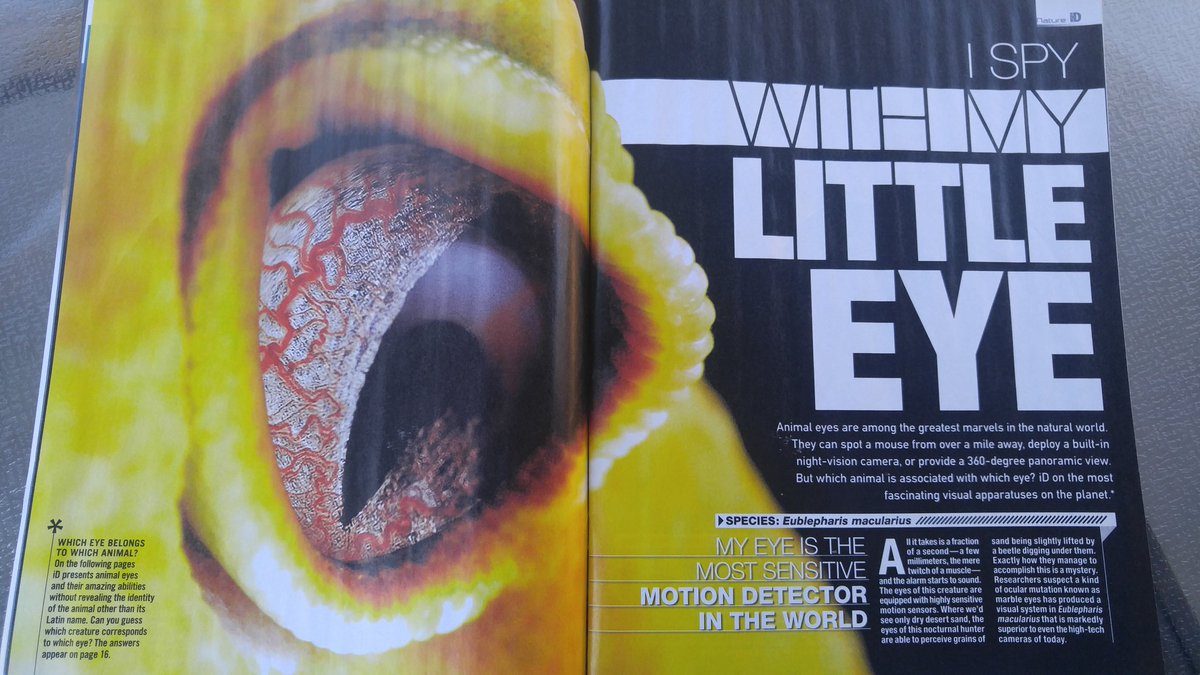 Nature iD
I SPY
WITH MY
LITTLE
EYE
Animal eyes are among the greatest marvels in the natural world.
They can spot a mouse from over a mile away, deploy a built-in
night-vision camera, or provide a 360-degree panoramic view.
But which animal is associated with which eye? iD on the most
fascinating visual apparatuses on the planet.*
SPECIES: Eublepharis macularius
MY EYE IS THE
MOST SENSITIVE
MOTION DETECTOR
IN THE WORLD
All it takes is a fraction
of a second—a few
millimeters, the mere
twitch of a muscle—
and the alarm starts to sound.
The eyes of this creature are
equipped with highly sensitive
motion sensors. Where we'd
see only dry desert sand, the
eyes of this nocturnal hunter
are able to perceive grains of
sand being slightly lifted by
a beetle digging under them.
Exactly how they manage to
accomplish this is a mystery.
Researchers suspect a kind
of ocular mutation known as
marble eyes has produced a
visual system in Eublepharis
macularius that is markedly
superior to even the high-tech
cameras of today.
*
WHICH EYE BELONGS
TO WHICH ANIMAL?
On the following pages
iD presents animal eyes
and their amazing abilities
without revealing the identity
of the animal other than its
Latin name. Can you guess
which creature corresponds
to which eye? The answers
appear on page 16.